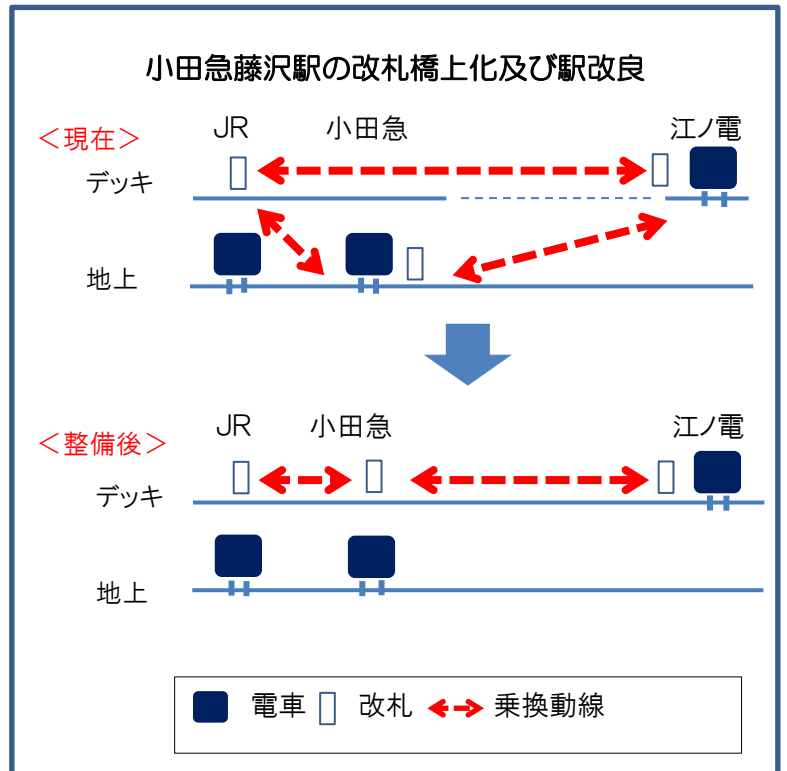 小田急藤沢駅の改札橋上化及び駅改良
<現在>
JR 小田急 江ノ電
デッキ
地上
<整備後>
JR 小田急 江ノ電
デッキ
地上
電車 改札 乗換動線